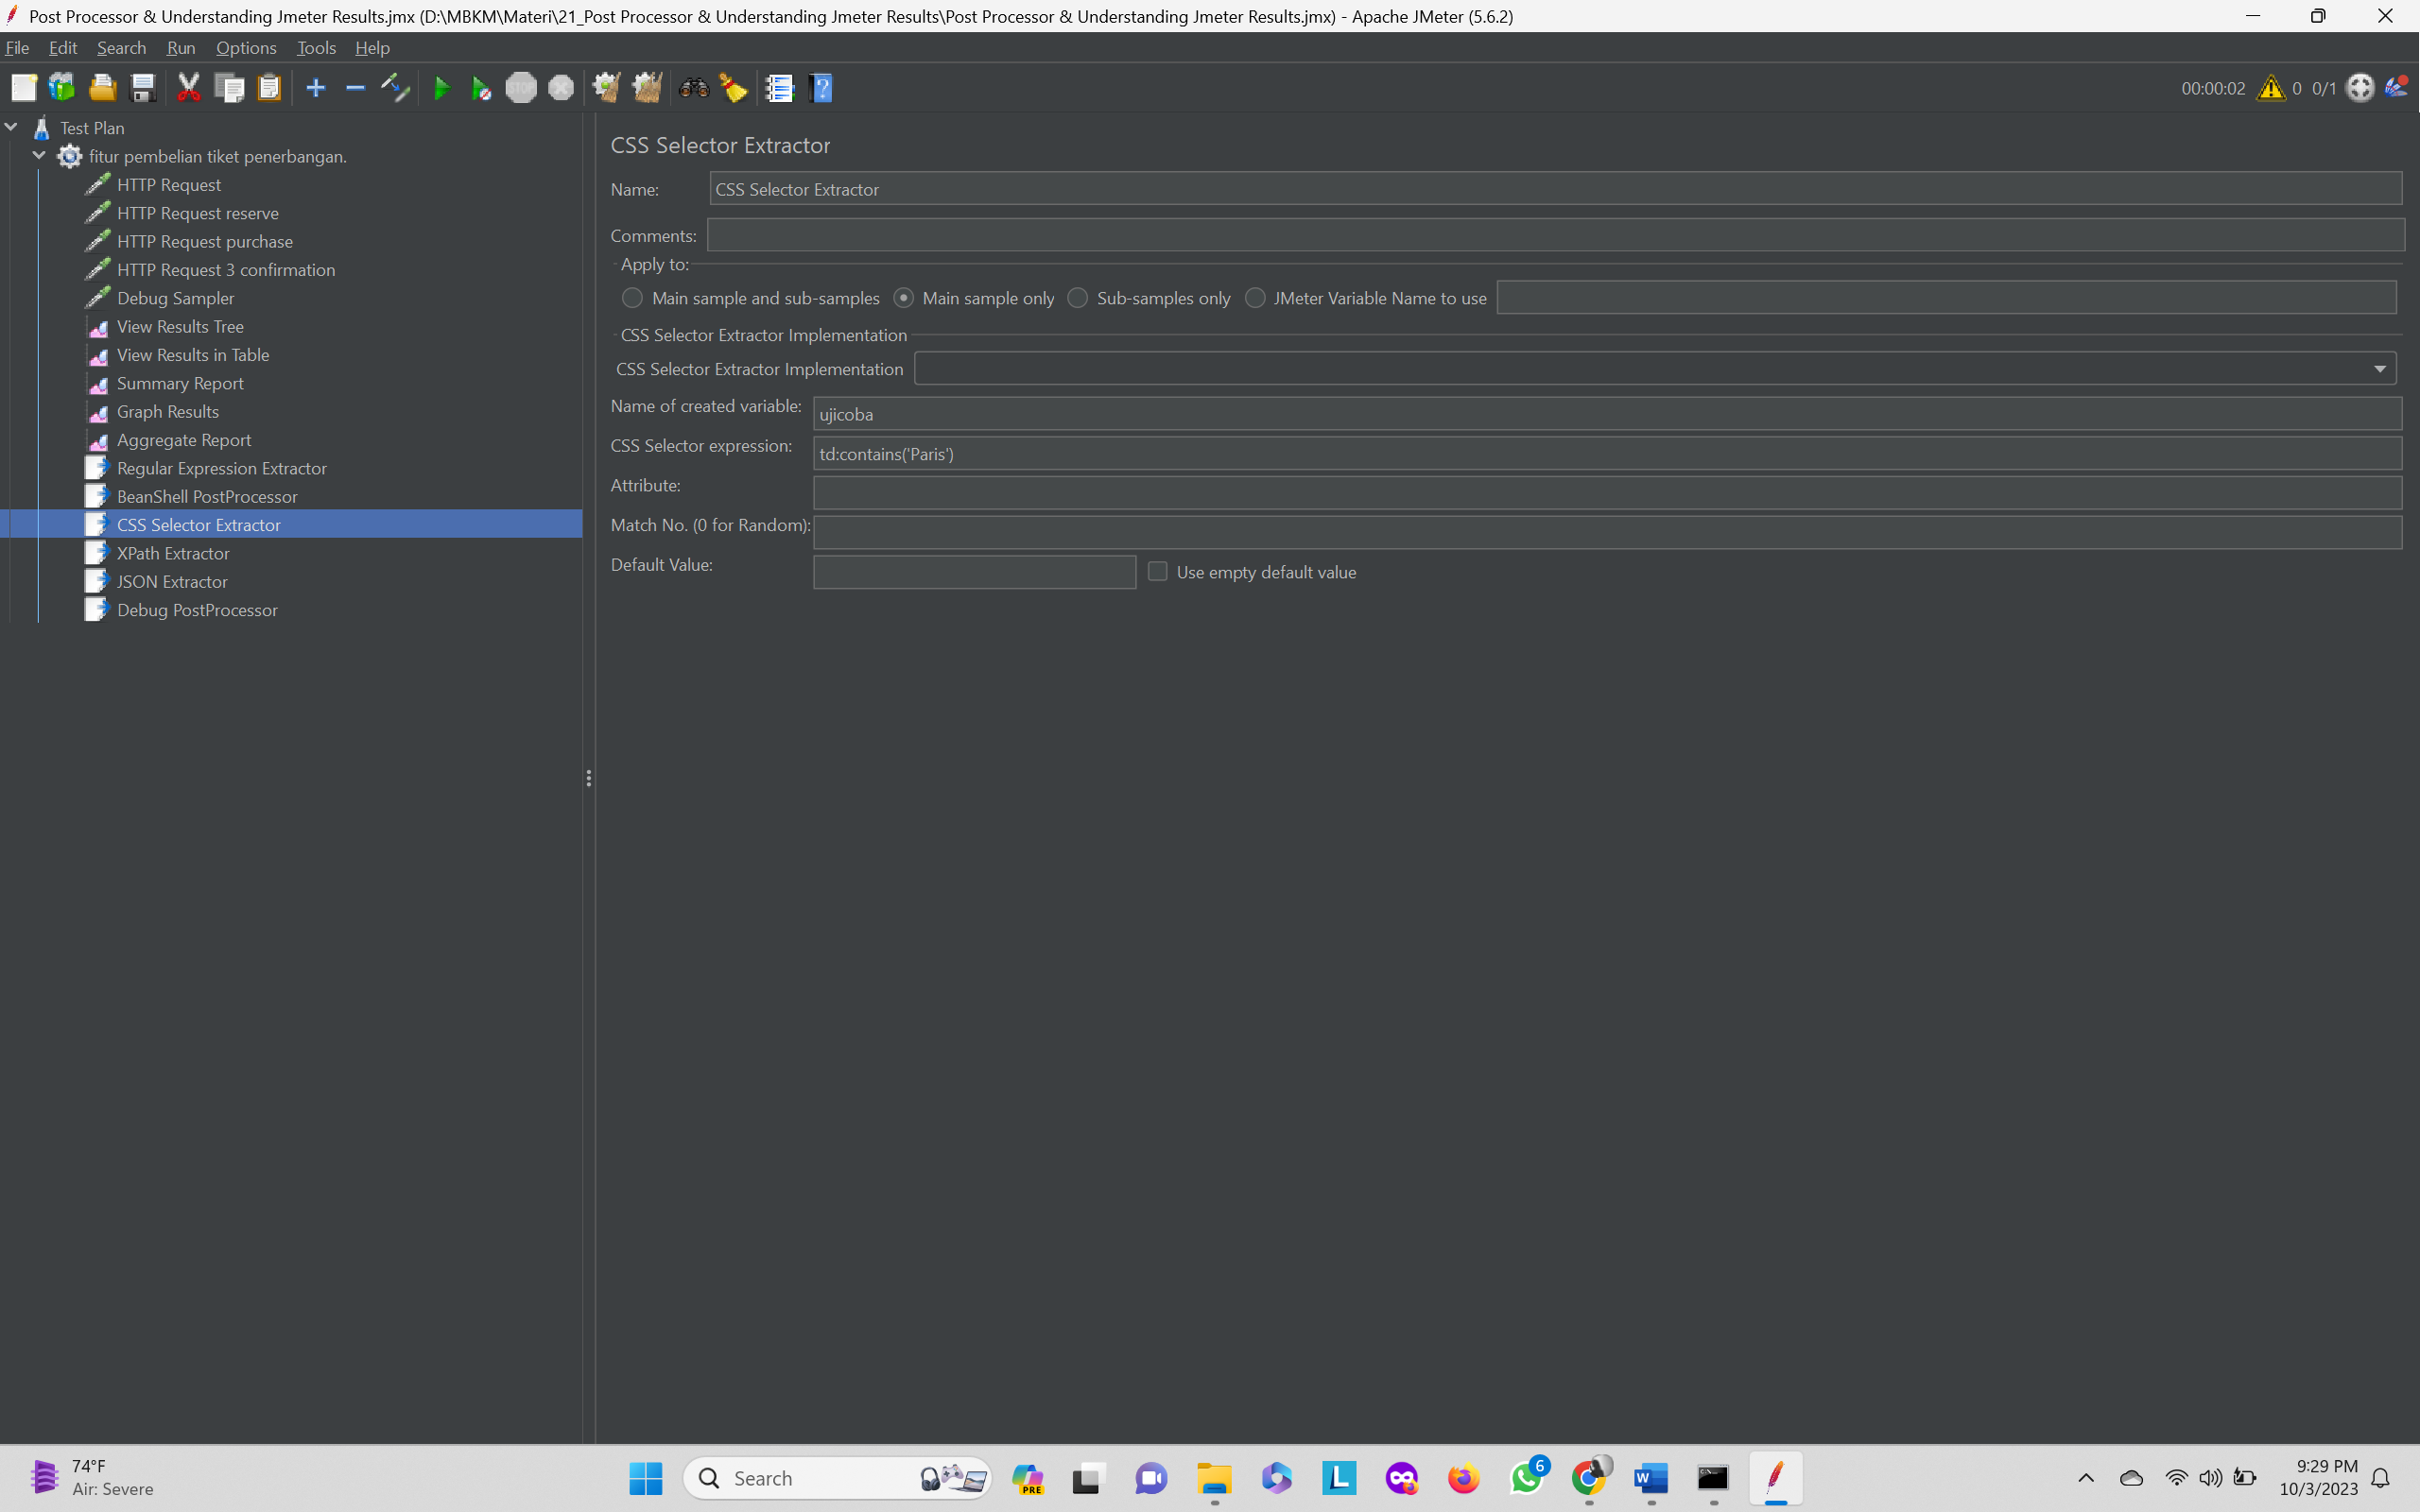 Post Processor & Understanding Jmeter Results.jmx (D:\MBKM\Materi\21_Post Processor & Understanding Jmeter Results\Post Processor & Understanding Jmeter Results.jmx) - Apache JMeter (5.6.2)
File Edit Search Run Options Tools Help
STOP
00:00:02 0 0/1
Test Plan
fitur pembelian tiket penerbangan.
HTTP Request
HTTP Request reserve
HTTP Request purchase
HTTP Request 3 confirmation
Debug Sampler
View Results Tree
View Results in Table
Summary Report
Graph Results
Aggregate Report
Regular Expression Extractor
BeanShell PostProcessor
CSS Selector Extractor
XPath Extractor
JSON Extractor
Debug PostProcessor
CSS Selector Extractor
Name: CSS Selector Extractor
Comments:
Apply to:
Main sample and sub-samples Main sample only Sub-samples only JMeter Variable Name to use
CSS Selector Extractor Implementation
CSS Selector Extractor Implementation
Name of created variable: ujicoba
CSS Selector expression: td:contains('Paris')
Attribute:
Match No. (0 for Random):
Default Value: Use empty default value
74°F
Air: Severe
Search
PRE
L
6
W
9:29 PM
10/3/2023